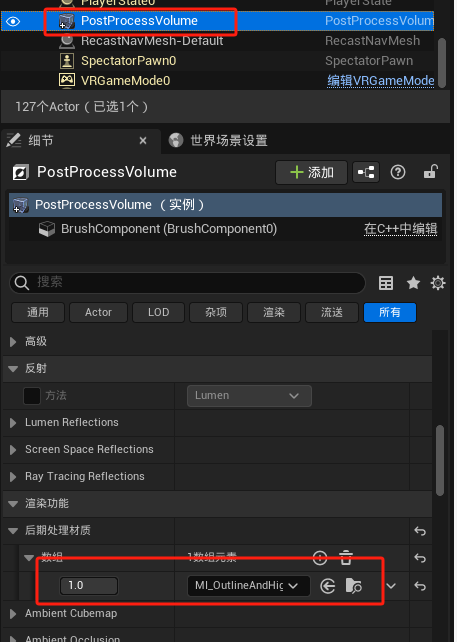 PlayerState0 PlayerState
PostProcessVolume PostProcessVolum
RecastNavMesh-Default RecastNavMesh
SpectatorPawn0 SpectatorPawn
VRGameMode0 编辑VRGameMode
127个Actor（已选1个）
细节 世界场景设置
PostProcessVolume 添加
PostProcessVolume （实例）
BrushComponent (BrushComponent0) 在C++中编辑
搜索
通用 Actor LOD 杂项 渲染 流送 所有
高级
反射
方法 Lumen
Lumen Reflections
Screen Space Reflections
Ray Tracing Reflections
渲染功能
后期处理材质
数组 1数组元素
1.0 MI_OutlineAndHig
Ambient Cubemap
Ambient Occlusion